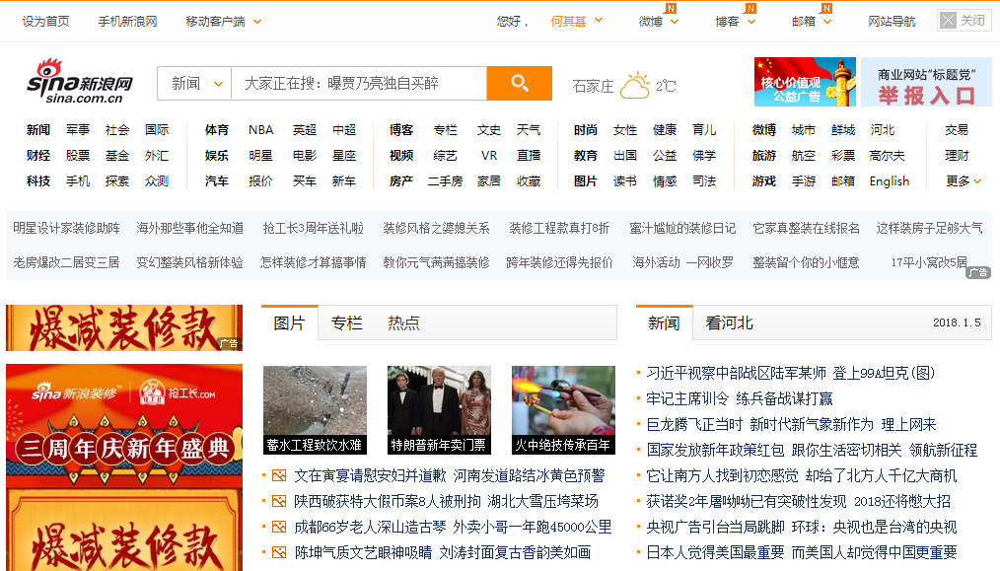 设为首页 手机新浪网 移动客户端 您好， 何其甚 微博 N 博客 N 邮箱 N 网站导航 关闭
sina新浪网
sina.com.cn
新闻 大家正在搜：曝贾乃亮独自买醉 石家庄 2℃
核心价值观
公益广告
商业网站“标题党”
举报入口
新闻 军事 社会 国际 体育 NBA 英超 中超 博客 专栏 文史 天气 时尚 女性 健康 育儿 微博 城市 鲜城 河北 交易
财经 股票 基金 外汇 娱乐 明星 电影 星座 视频 综艺 VR 直播 教育 出国 公益 佛学 旅游 航空 彩票 高尔夫 理财
科技 手机 探索 众测 汽车 报价 买车 新车 房产 二手房 家居 收藏 图片 读书 情感 司法 游戏 手游 邮箱 English 更多
明星设计家装修助阵 海外那些事他全知道 抢工长3周年送礼啦 装修风格之婆媳关系 装修工程款真打8折 蜜汁尴尬的装修日记 它家真整装在线报名 这样装房子足够大气
老房爆改二居变三居 变幻整装风格新体验 怎样装修才算搞事情 教你元气满满搞装修 跨年装修还得先报价 海外活动 一网收罗 整装留个你的小惬意 17平小窝改5居
广告
爆减装修款
广告
sina新浪装修 抢工长.com
三周年庆新年盛典
爆减装修款
图片 专栏 热点
蓄水工程致饮水难 特朗普新年卖门票 火中绝技传承百年
文在寅宴请慰安妇并道歉 河南发道路结冰黄色预警
陕西破获特大假币案8人被刑拘 湖北大雪压垮菜场
成都66岁老人深山造古琴 外卖小哥一年跑45000公里
陈坤气质文艺眼神吸睛 刘涛封面复古香韵美如画
新闻 看河北 2018.1.5
习近平视察中部战区陆军某师 登上99A坦克(图)
牢记主席训令 练兵备战谋打赢
巨龙腾飞正当时 新时代新气象新作为 理上网来
国家发放新年政策红包 跟你生活密切相关 领航新征程
它让南方人找到初恋感觉 却给了北方人千亿大商机
获诺奖2年屠呦呦已有突破性发现 2018还将憋大招
央视广告引台当局跳脚 环球：央视也是台湾的央视
日本人觉得美国最重要 而美国人却觉得中国更重要